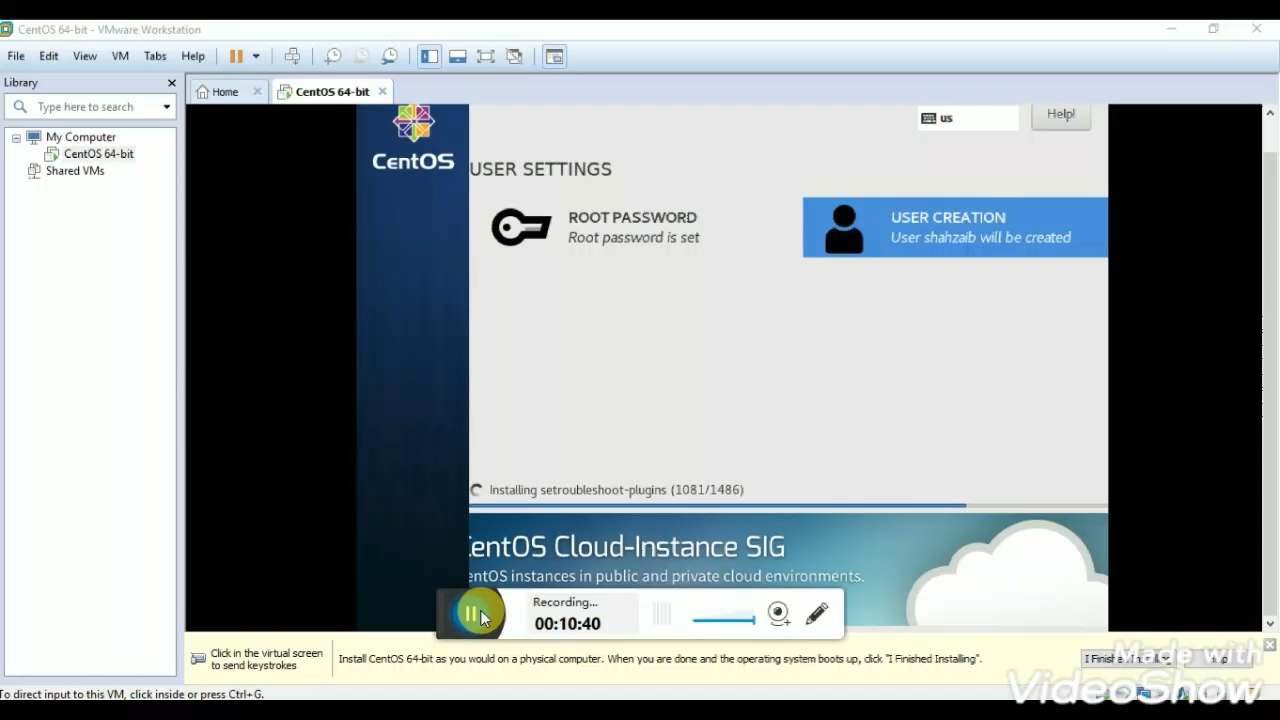 CentOS 64-bit - VMware Workstation
File Edit View VM Tabs Help
Library
Type here to search
My Computer
CentOS 64-bit
Shared VMs
Home
CentOS 64-bit
CentOS
us
Help!
USER SETTINGS
ROOT PASSWORD
Root password is set
USER CREATION
User shahzaib will be created
Installing setroubleshoot-plugins (1081/1486)
entOS Cloud-Instance SIG
entOS instances in public and private cloud environments.
Recording...
00:10:40
Click in the virtual screen
to send keystrokes
Install CentOS 64-bit as you would on a physical computer. When you are done and the operating system boots up, click "I Finished Installing".
I Finished Installing
Help
Made with
VideoShow
To direct input to this VM, click inside or press Ctrl+G.